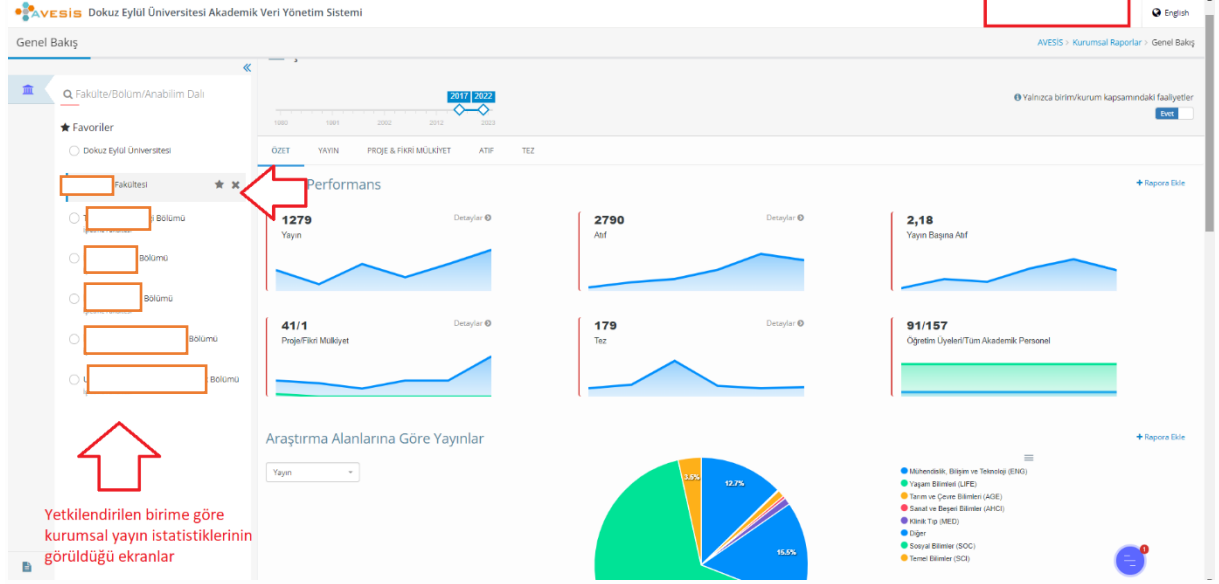 AVESİS Dokuz Eylül Üniversitesi Akademik Veri Yönetim Sistemi
English
Genel Bakış
AVESİS > Kurumsal Raporlar > Genel Bakış
Fakülte/Bölüm/Anabilim Dalı
2017 2022
Yalnızca birim/kurum kapsamındaki faaliyetler
Evet
1980 1991 2002 2012 2023
Favoriler
Dokuz Eylül Üniversitesi
ÖZET YAYIN PROJE & FİKRİ MÜLKİYET ATIF TEZ
Fakültesi
Performans
+ Rapora Ekle
Bölümü
1279
Detaylar
Yayın
2790
Detaylar
Atıf
2,18
Yayın Başına Atıf
Bölümü
Bölümü
41/1
Detaylar
Proje/Fikri Mülkiyet
179
Detaylar
Tez
91/157
Öğretim Üyeleri/Tüm Akademik Personel
Bölümü
Bölümü
Araştırma Alanlarına Göre Yayınlar
+ Rapora Ekle
Yayın
3.6%
12.7%
15.5%
Mühendislik, Bilişim ve Teknoloji (ENG)
Yaşam Bilimleri (LIFE)
Tarım ve Çevre Bilimleri (AGE)
Sanat ve Beşeri Bilimler (AHCI)
Klinik Tıp (MED)
Diğer
Sosyal Bilimler (SOC)
Temel Bilimler (SCI)
1
Yetkilendirilen birime göre
kurumsal yayın istatistiklerinin
görüldüğü ekranlar